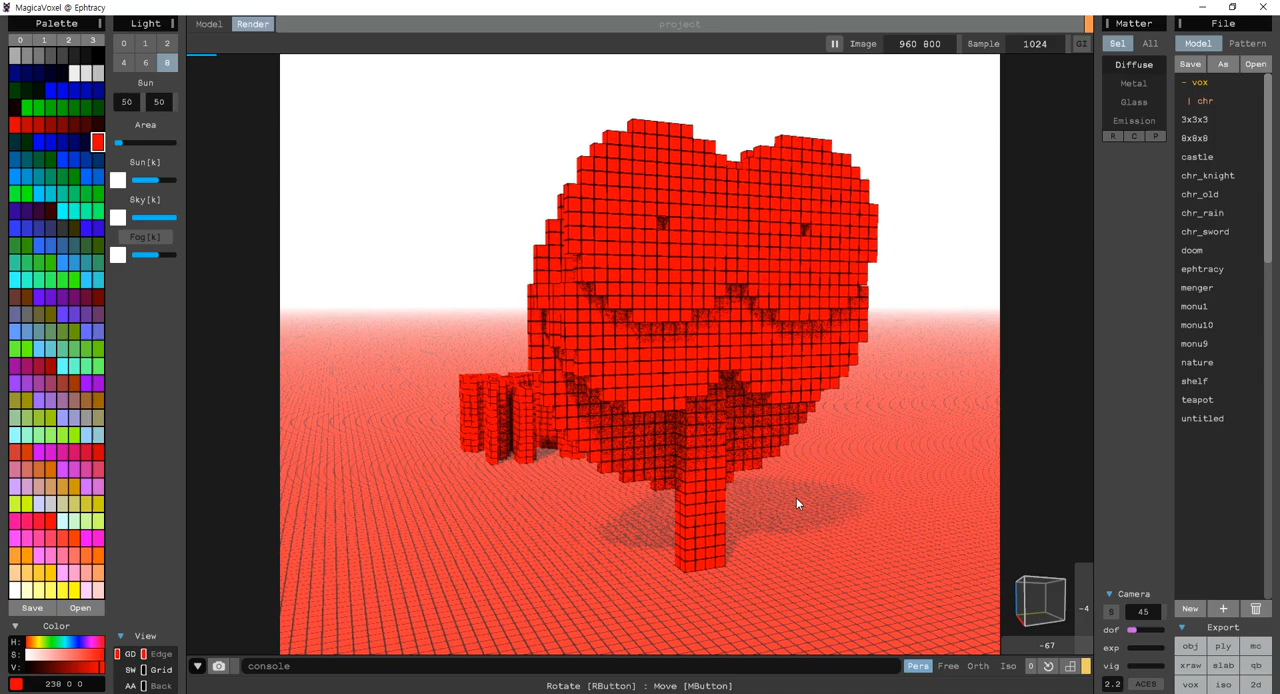 MagicaVoxel @ Ephtracy
Palette
0 1 2 3
Save Open
Color
H:
S:
V:
238 0 0
Light
0 1 2
4 6 8
Sun
50 50
Area
Sun[k]
Sky[k]
Fog[k]
View
GD Edge
SW Grid
AA Back
Model Render project
Image 960 800 Sample 1024 GI
-4
-67
console Pers Free Orth Iso 0
Rotate [RButton] : Move [MButton]
Matter
Sel All
Diffuse
Metal
Glass
Emission
R C P
Camera
S 45
dof
exp
vig
2.2 ACES
File
Model Pattern
Save As Open
- vox
| chr
3x3x3
8x8x8
castle
chr_knight
chr_old
chr_rain
chr_sword
doom
ephtracy
menger
monu1
monu10
monu9
nature
shelf
teapot
untitled
New +
Export
obj ply mc
xraw slab qb
vox iso 2d